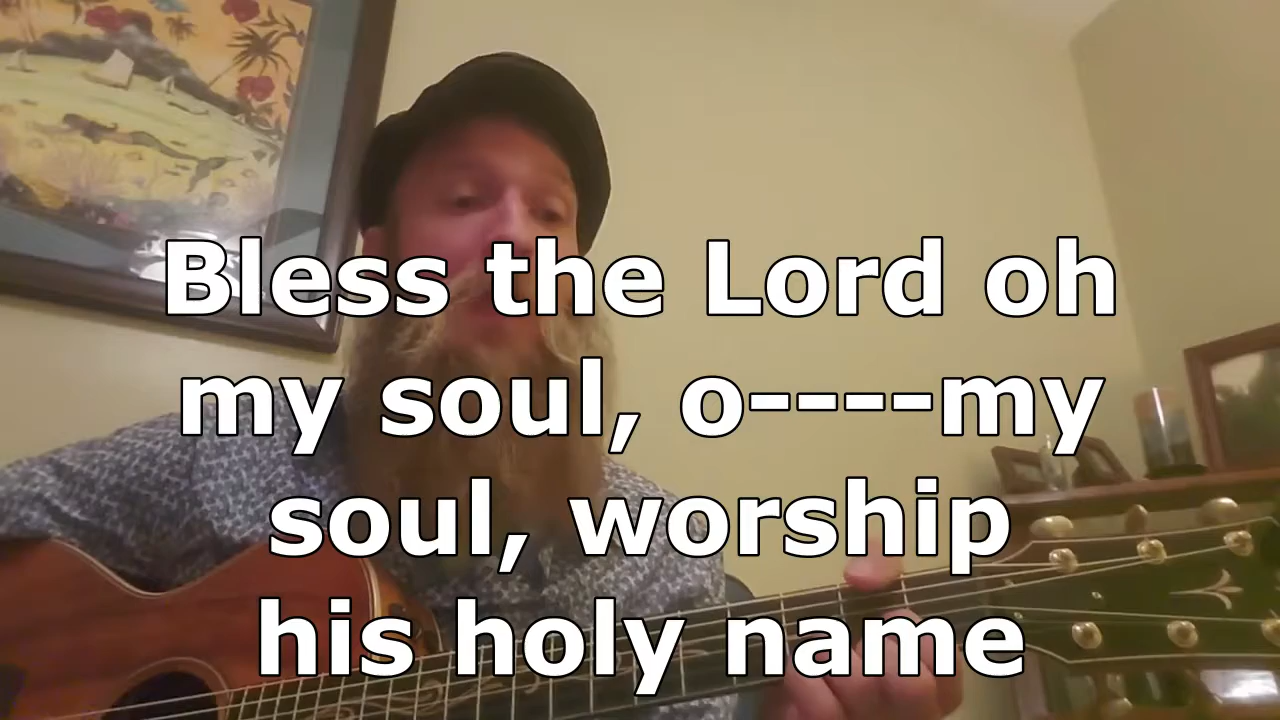 Bless the Lord oh
my soul, o----my
soul, worship
his holy name